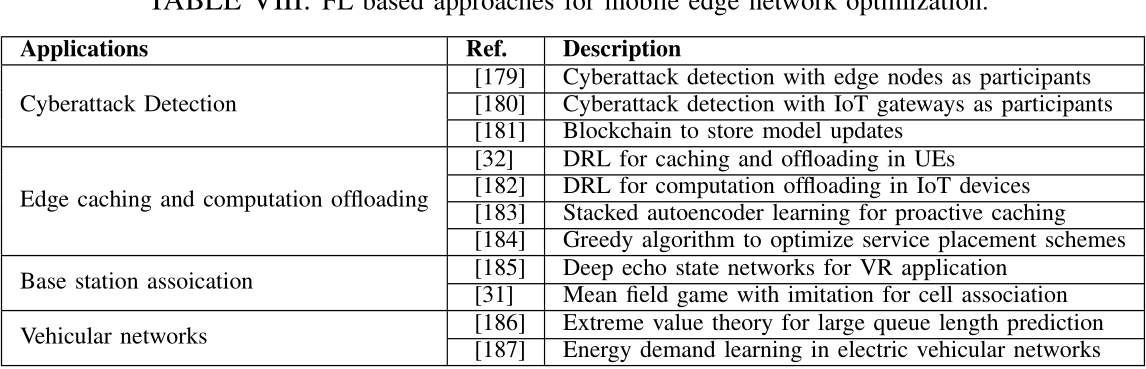 TABLE VIII: FL based approaches for mobile edge network optimization.
Applications Ref. Description
Cyberattack Detection
[179] Cyberattack detection with edge nodes as participants
[180] Cyberattack detection with IoT gateways as participants
[181] Blockchain to store model updates
Edge caching and computation offloading
[32] DRL for caching and offloading in UEs
[182] DRL for computation offloading in IoT devices
[183] Stacked autoencoder learning for proactive caching
[184] Greedy algorithm to optimize service placement schemes
Base station assoication
[185] Deep echo state networks for VR application
[31] Mean field game with imitation for cell association
Vehicular networks
[186] Extreme value theory for large queue length prediction
[187] Energy demand learning in electric vehicular networks